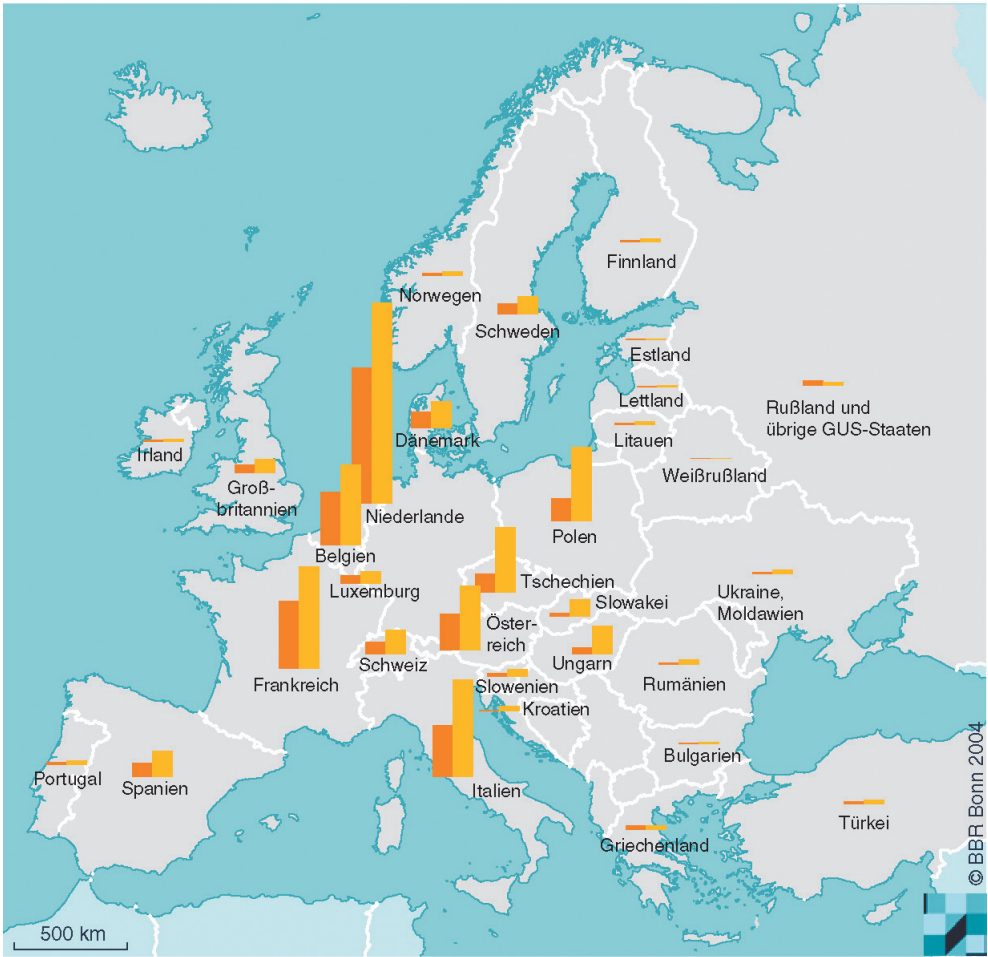 Finnland
Norwegen
Schweden
Estland
Lettland
Rußland und
übrige GUS-Staaten
Dänemark
Litauen
Irland
Weißrußland
Groß-
britannien
Niederlande
Polen
Belgien
Tschechien
Luxemburg
Slowakei
Ukraine,
Moldawien
Öster-
reich
Schweiz
Ungarn
Frankreich
Slowenien
Rumänien
Kroatien
Bulgarien
Portugal
Spanien
Italien
Türkei
Griechenland
500 km
© BBR Bonn 2004